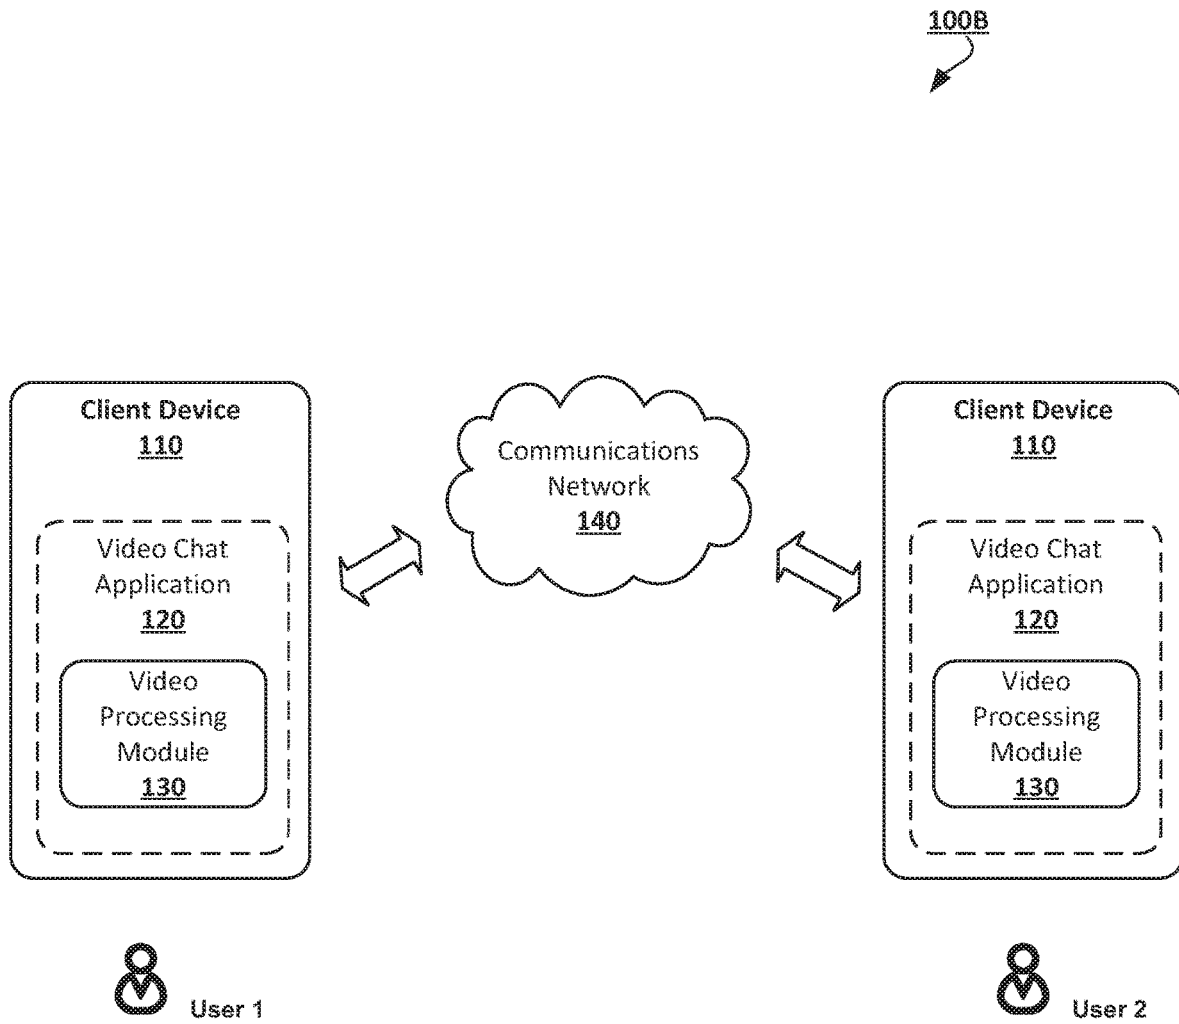 100B
Client Device
110
Video Chat
Application
120
Video
Processing
Module
130
Communications
Network
140
Client Device
110
Video Chat
Application
120
Video
Processing
Module
130
User 1
User 2